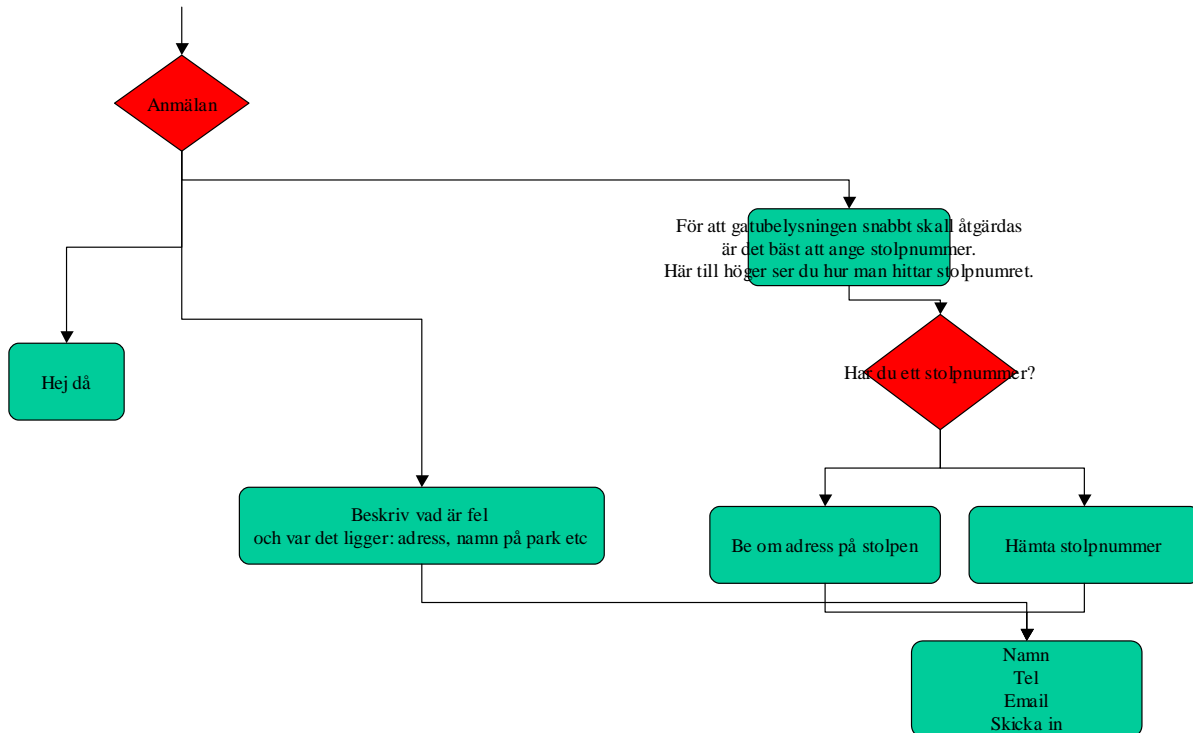 Anmälan
För att gatubelysningen snabbt skall åtgärdas
är det bäst att ange stolpnummer.
Här till höger ser du hur man hittar stolpnumret.
Hej då
Har du ett stolpnummer?
Beskriv vad är fel
och var det ligger: adress, namn på park etc
Be om adress på stolpen
Hämta stolpnummer
Namn
Tel
Email
Skicka in